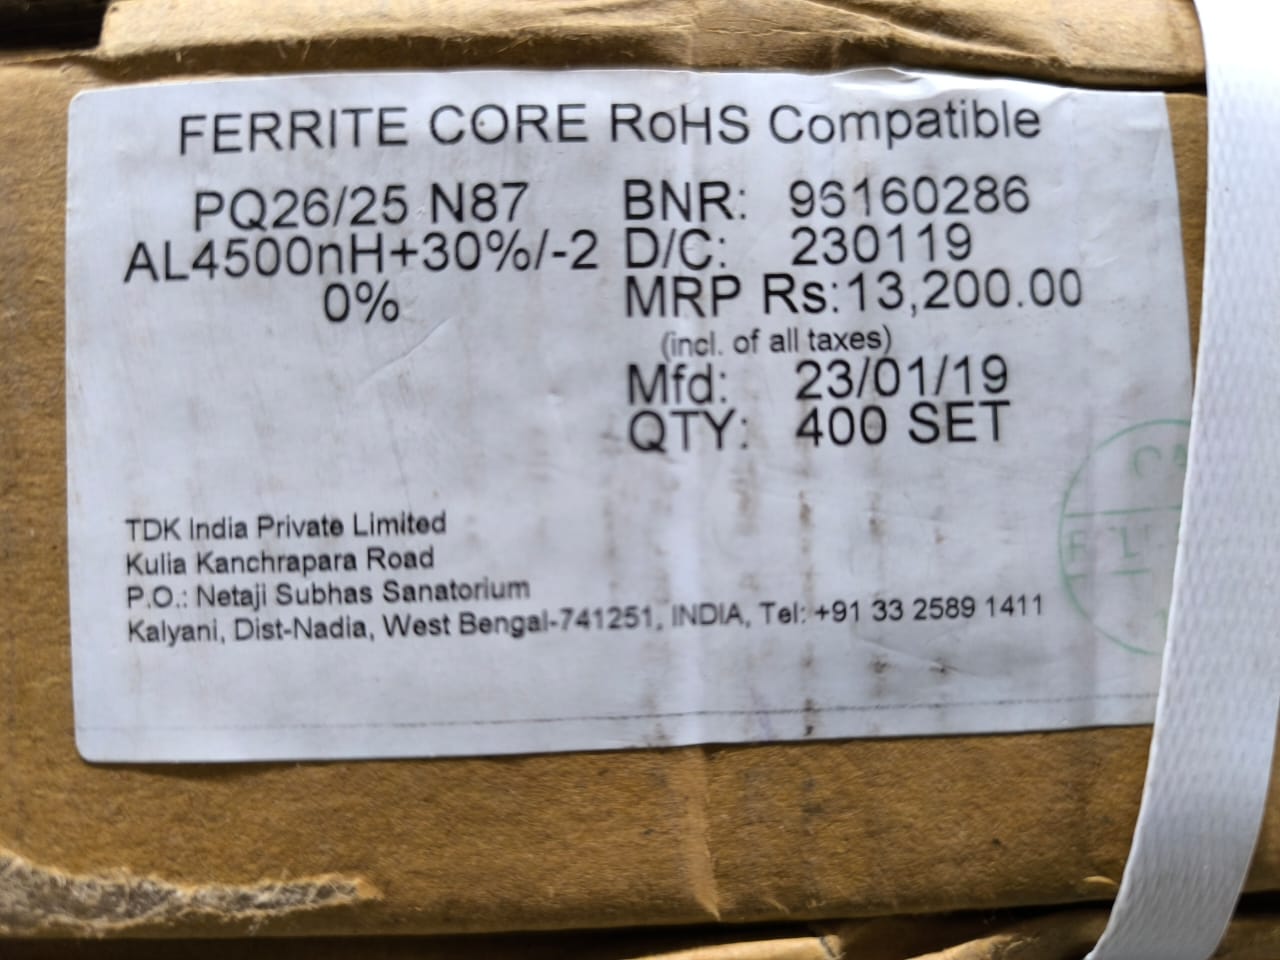 FERRITE CORE RoHS Compatible
PQ26/25 N87
AL4500nH+30%/-2
0%
BNR: 96160286
D/C: 230119
MRP Rs:13,200.00
(incl. of all taxes)
Mfd: 23/01/19
QTY: 400 SET
TDK India Private Limited
Kulia Kanchrapara Road
P.O.: Netaji Subhas Sanatorium
Kalyani, Dist-Nadia, West Bengal-741251, INDIA, Tel: +91 33 2589 1411